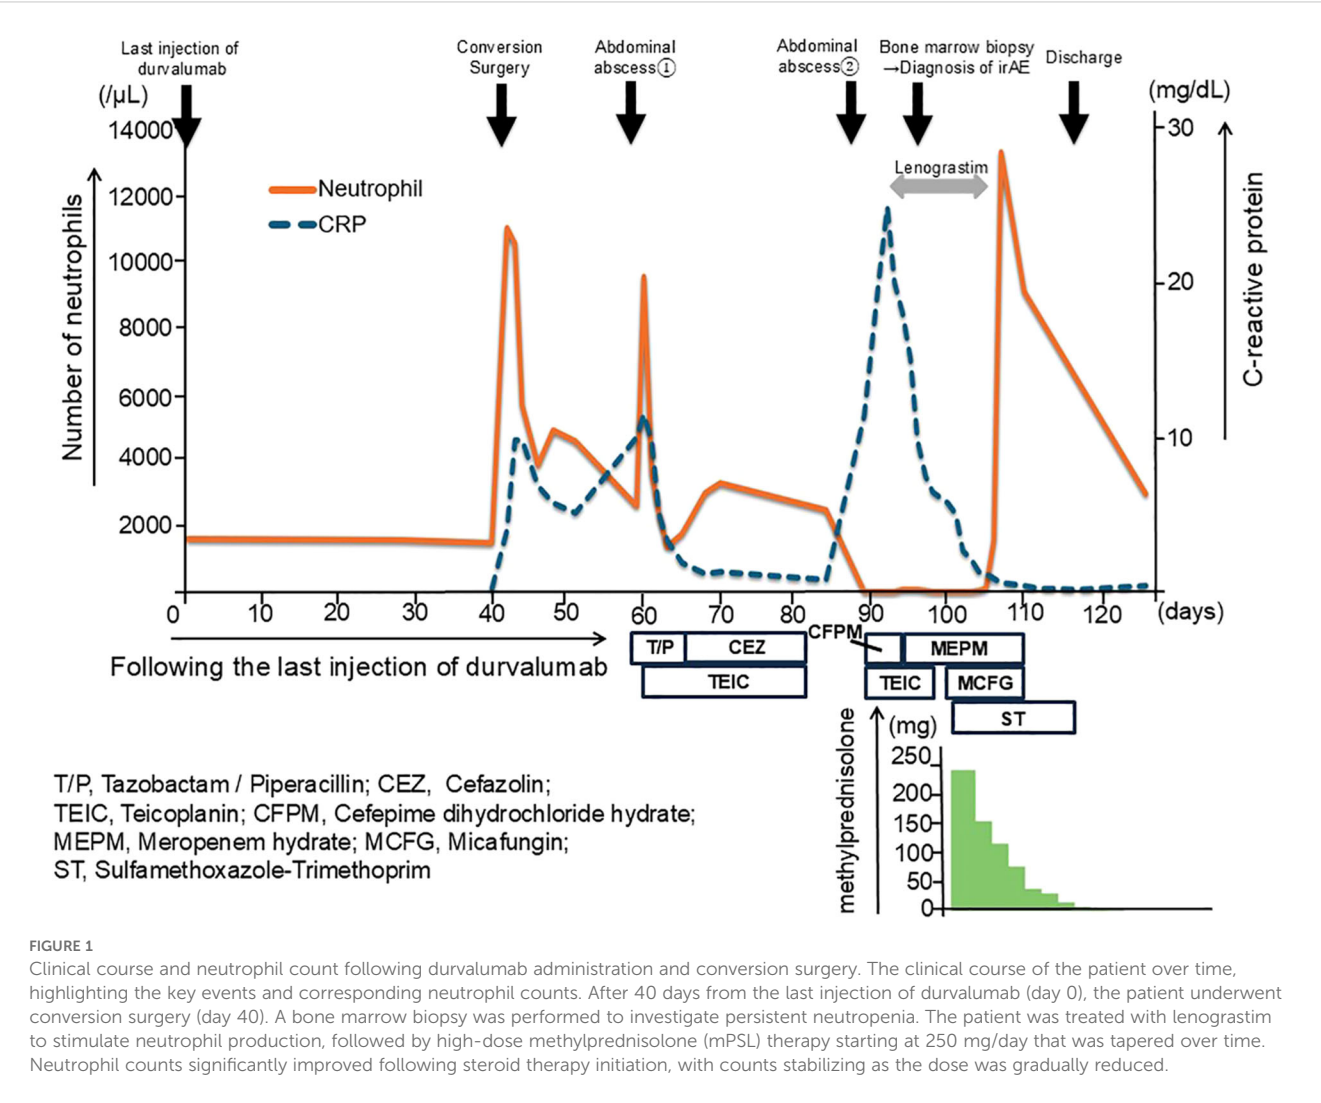 Last injection of
durvalumab
Conversion
Surgery
Abdominal
abscess①
Abdominal
abscess②
Bone marrow biopsy
→Diagnosis of irAE
Discharge
(/μL)
(mg/dL)
14000
12000
10000
8000
6000
4000
2000
Number of neutrophils
Neutrophil
CRP
Lenograstim
30
20
10
C-reactive protein
0 10 20 30 40 50 60 70 80 90 100 110 120 (days)
Following the last injection of durvalumab
T/P CEZ CFPM MEPM
TEIC TEIC MCFG
ST
methylprednisolone
(mg)
250
200
150
100
50
0
T/P, Tazobactam / Piperacillin; CEZ, Cefazolin;
TEIC, Teicoplanin; CFPM, Cefepime dihydrochloride hydrate;
MEPM, Meropenem hydrate; MCFG, Micafungin;
ST, Sulfamethoxazole-Trimethoprim
FIGURE 1
Clinical course and neutrophil count following durvalumab administration and conversion surgery. The clinical course of the patient over time,
highlighting the key events and corresponding neutrophil counts. After 40 days from the last injection of durvalumab (day 0), the patient underwent
conversion surgery (day 40). A bone marrow biopsy was performed to investigate persistent neutropenia. The patient was treated with lenograstim
to stimulate neutrophil production, followed by high-dose methylprednisolone (mPSL) therapy starting at 250 mg/day that was tapered over time.
Neutrophil counts significantly improved following steroid therapy initiation, with counts stabilizing as the dose was gradually reduced.